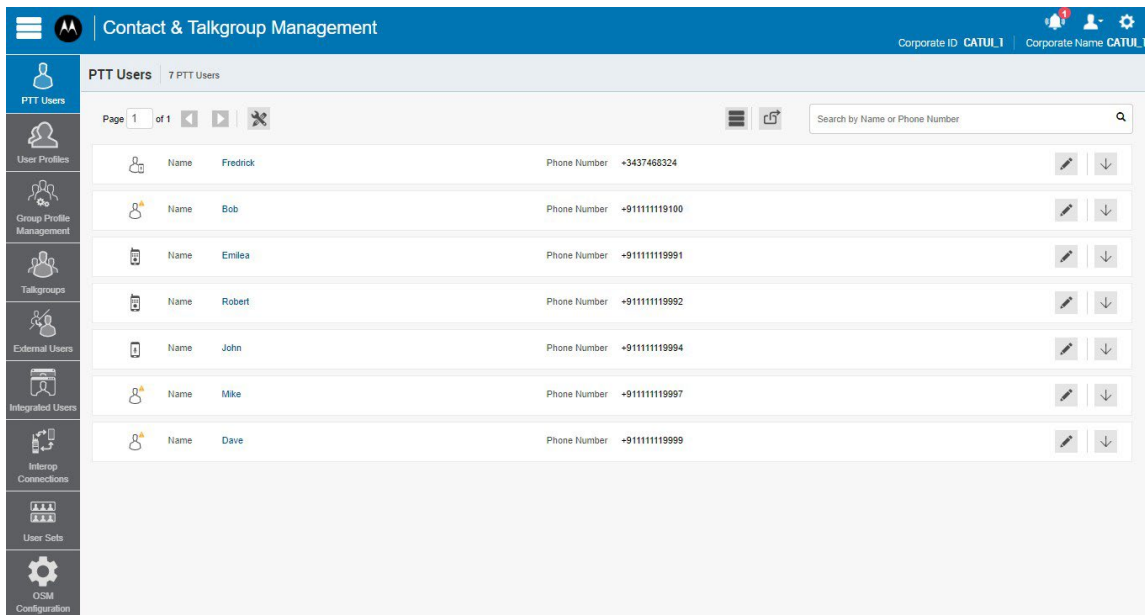 Contact & Talkgroup Management
1
Corporate ID CATUI_1 Corporate Name CATUI_1
PTT Users
PTT Users 7 PTT Users
Page 1 of 1
Search by Name or Phone Number
User Profiles
Name Fredrick Phone Number +3437468324
Group Profile
Management
Name Bob Phone Number +911111119100
Name Emilea Phone Number +911111119991
Talkgroups
Name Robert Phone Number +911111119992
External Users
Name John Phone Number +911111119994
Integrated Users
Name Mike Phone Number +911111119997
Name Dave Phone Number +911111119999
Interop
Connections
User Sets
OSM
Configuration